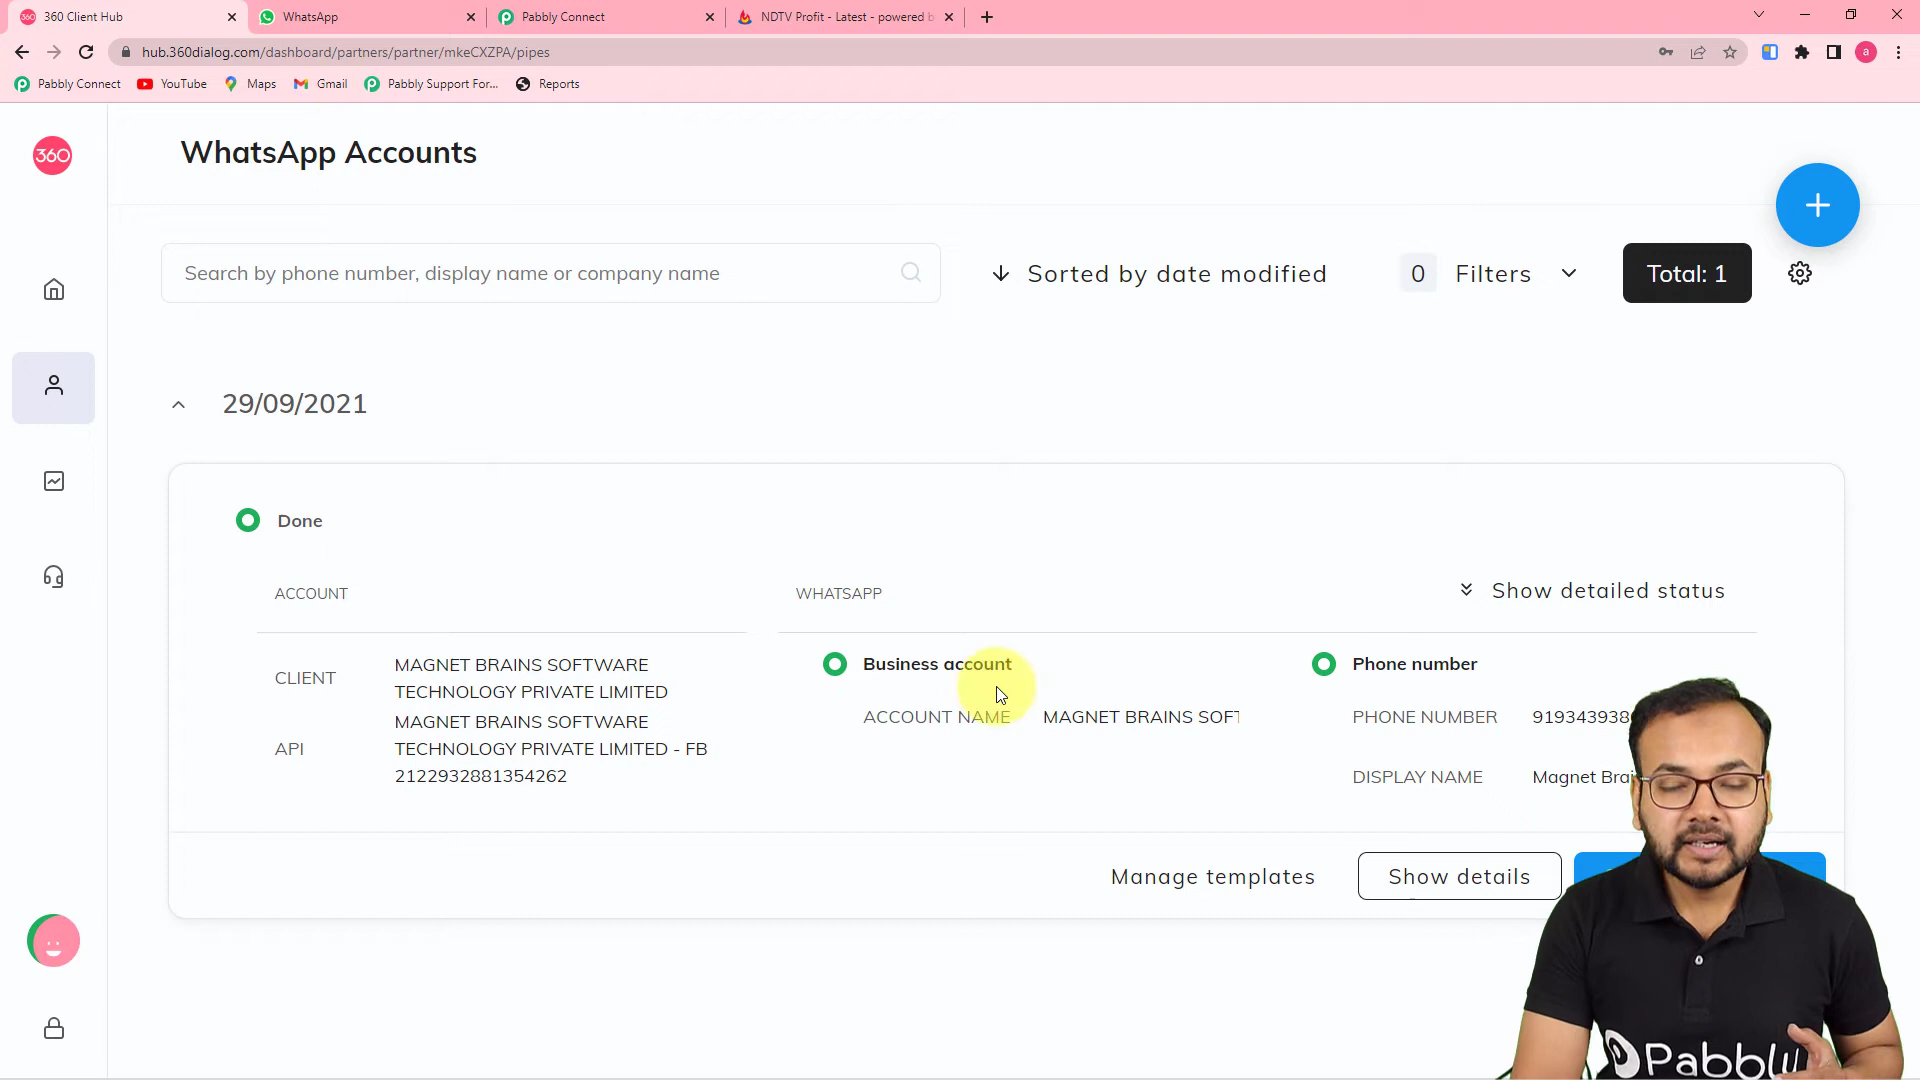 360 Client Hub
WhatsApp
Pabbly Connect
NDTV Profit - Latest - powered b
hub.360dialog.com/dashboard/partners/partner/mkeCXZPA/pipes
a
Pabbly Connect
YouTube
Maps
Gmail
Pabbly Support For...
Reports
360
WhatsApp Accounts
+
Search by phone number, display name or company name
Sorted by date modified
0 Filters
Total: 1
29/09/2021
Done
ACCOUNT
WHATSAPP
Show detailed status
CLIENT
MAGNET BRAINS SOFTWARE
TECHNOLOGY PRIVATE LIMITED
API
MAGNET BRAINS SOFTWARE
TECHNOLOGY PRIVATE LIMITED - FB
2122932881354262
Business account
ACCOUNT NAME
MAGNET BRAINS SOFT
Phone number
PHONE NUMBER
919343938
DISPLAY NAME
Magnet Brai
Manage templates
Show details
Pabbly